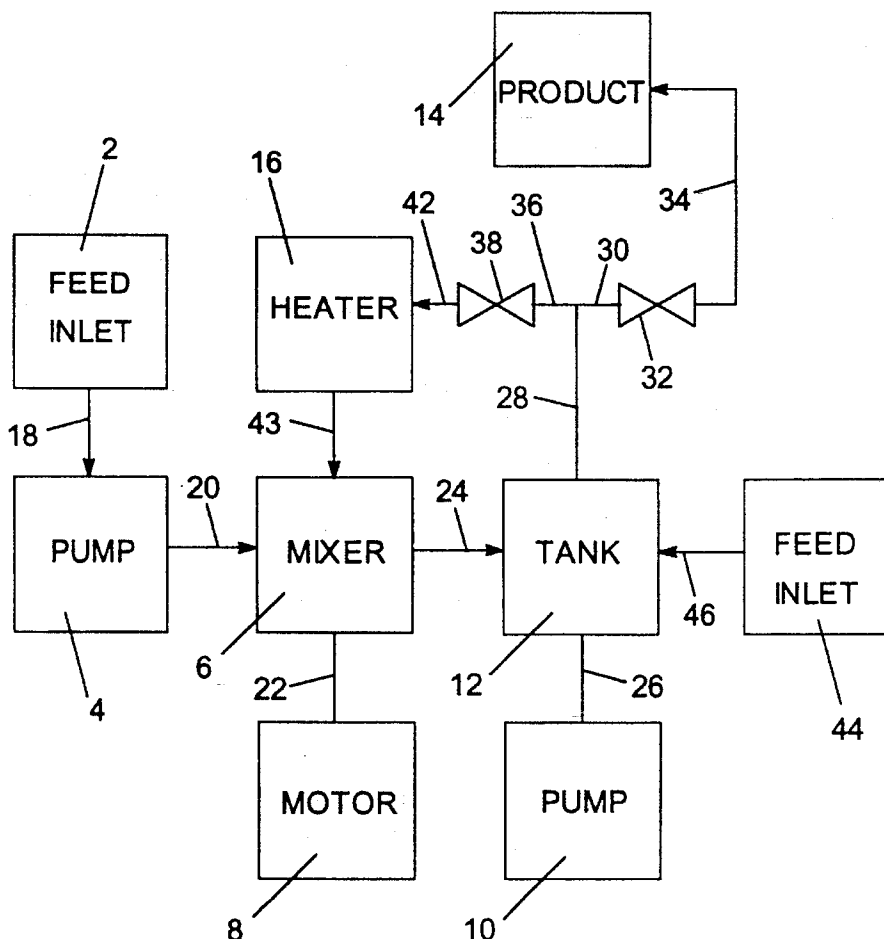 14
PRODUCT
2
16
34
42
36
38
30
FEED
INLET
HEATER
32
18
43
28
20
24
PUMP
MIXER
TANK
FEED
INLET
46
4
6
22
12
26
44
MOTOR
PUMP
8
10